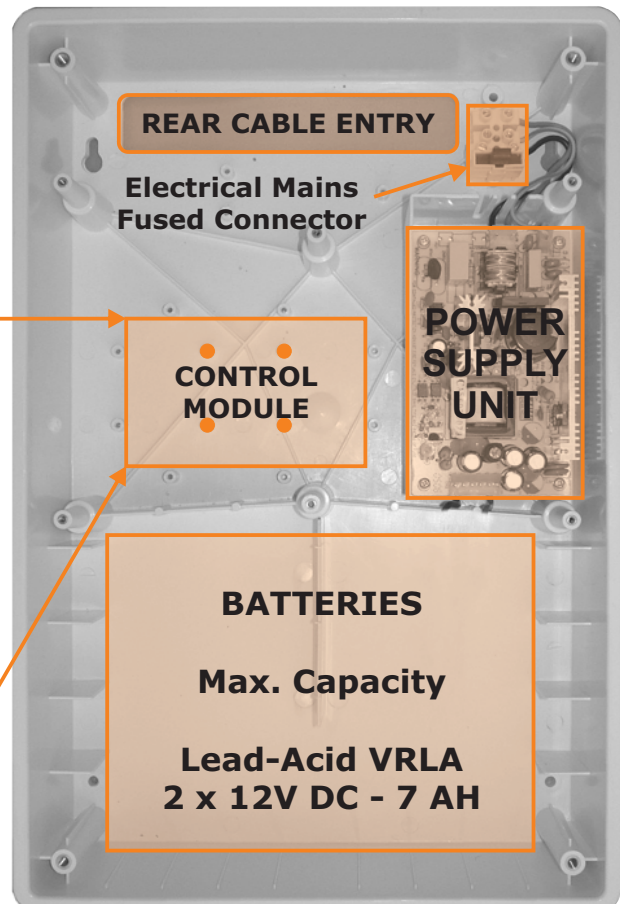 REAR CABLE ENTRY
Electrical Mains
Fused Connector
POWER
SUPPLY
UNIT
CONTROL
MODULE
BATTERIES
Max. Capacity
Lead-Acid VRLA
2 x 12V DC - 7 AH